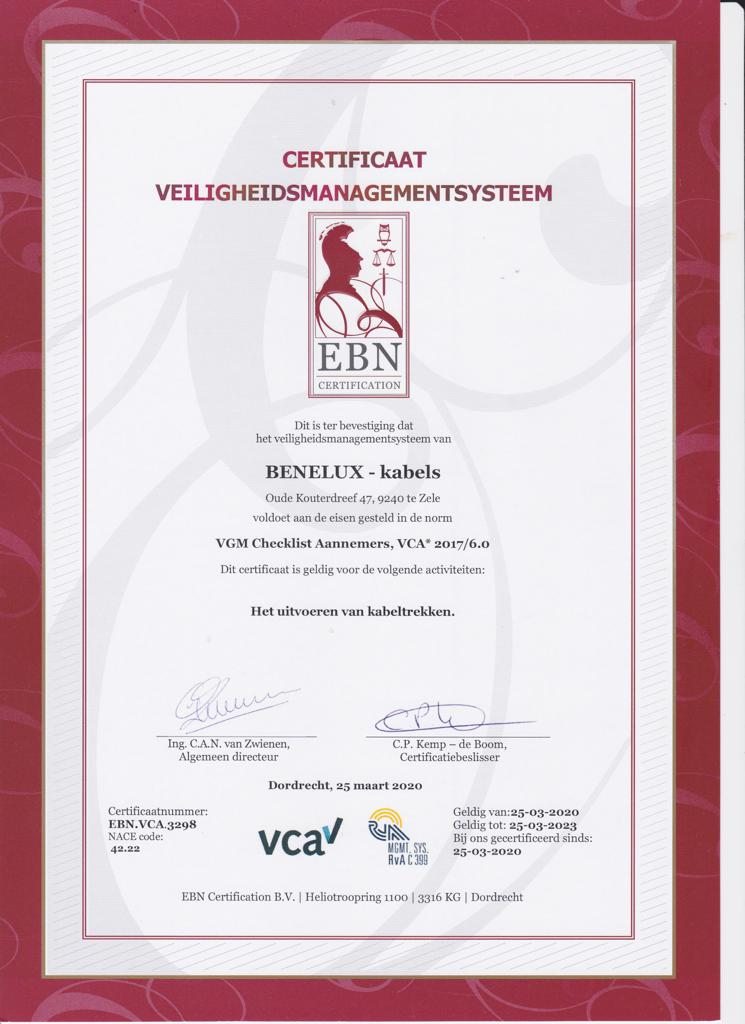 CERTIFICAAT
VEILIGHEIDSMANAGEMENTSYSTEEM
EBN
CERTIFICATION
Dit is ter bevestiging dat
het veiligheidsmanagementsysteem van
BENELUX - kabels
Oude Kouterdreef 47, 9240 te Zele
voldoet aan de eisen gesteld in de norm
VGM Checklist Aannemers, VCA* 2017/6.0
Dit certificaat is geldig voor de volgende activiteiten:
Het uitvoeren van kabeltrekken.
Ing. C.A.N. van Zwienen,
Algemeen directeur
C.P. Kemp – de Boom,
Certificatiebeslisser
Dordrecht, 25 maart 2020
Certificaatnummer:
EBN.VCA.3298
NACE code:
42.22
vca
RvA
MGMT. SYS.
RvA C 399
Geldig van:25-03-2020
Geldig tot: 25-03-2023
Bij ons gecertificeerd sinds:
25-03-2020
EBN Certification B.V. | Heliotroopring 1100 | 3316 KG | Dordrecht